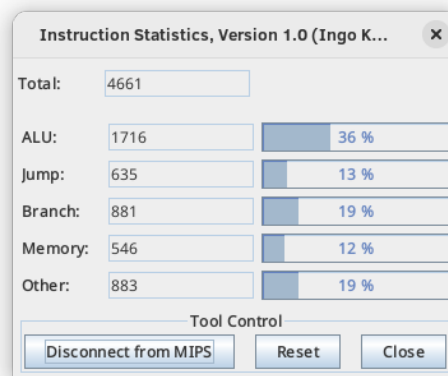 Instruction Statistics, Version 1.0 (Ingo K...
Total: 4661
ALU: 1716 36 %
Jump: 635 13 %
Branch: 881 19 %
Memory: 546 12 %
Other: 883 19 %
Tool Control
Disconnect from MIPS Reset Close